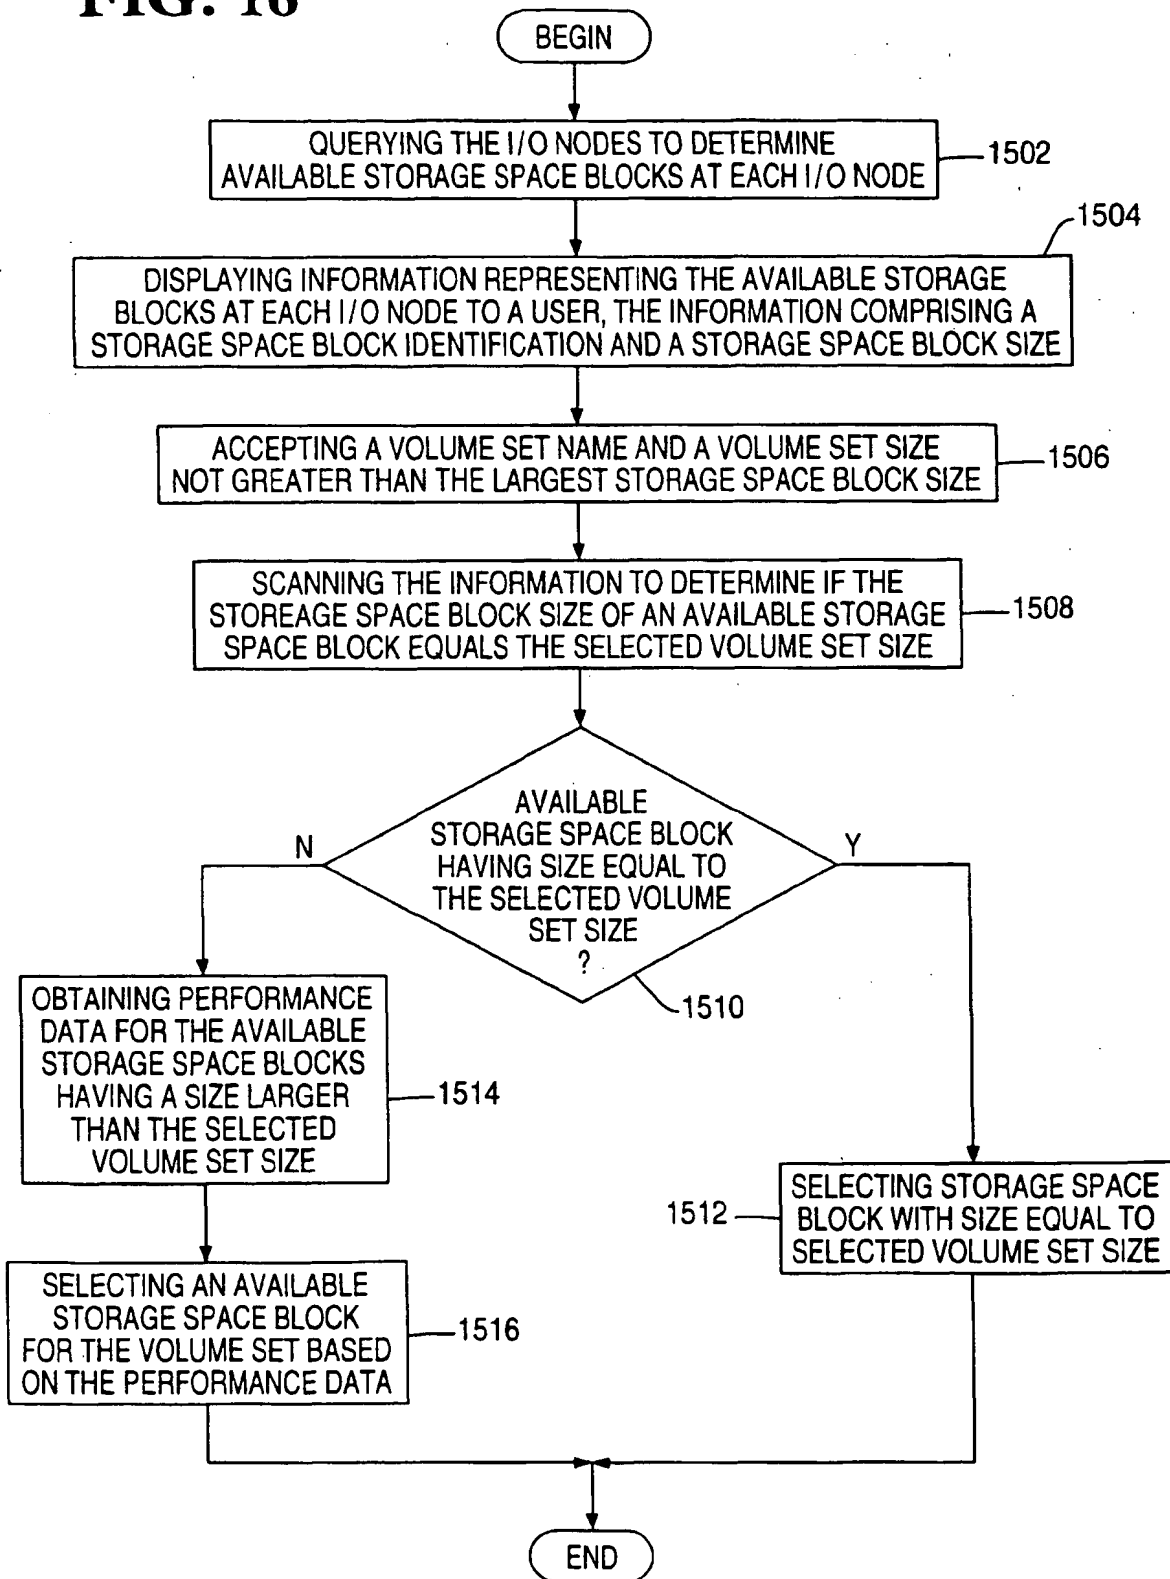 FIG. 16
BEGIN
QUERYING THE I/O NODES TO DETERMINE
AVAILABLE STORAGE SPACE BLOCKS AT EACH I/O NODE
1502
1504
DISPLAYING INFORMATION REPRESENTING THE AVAILABLE STORAGE
BLOCKS AT EACH I/O NODE TO A USER, THE INFORMATION COMPRISING A
STORAGE SPACE BLOCK IDENTIFICATION AND A STORAGE SPACE BLOCK SIZE
ACCEPTING A VOLUME SET NAME AND A VOLUME SET SIZE
NOT GREATER THAN THE LARGEST STORAGE SPACE BLOCK SIZE
1506
SCANNING THE INFORMATION TO DETERMINE IF THE
STOREAGE SPACE BLOCK SIZE OF AN AVAILABLE STORAGE
SPACE BLOCK EQUALS THE SELECTED VOLUME SET SIZE
1508
AVAILABLE
STORAGE SPACE BLOCK
HAVING SIZE EQUAL TO
THE SELECTED VOLUME
SET SIZE
?
N
Y
1510
OBTAINING PERFORMANCE
DATA FOR THE AVAILABLE
STORAGE SPACE BLOCKS
HAVING A SIZE LARGER
THAN THE SELECTED
VOLUME SET SIZE
1514
1512
SELECTING STORAGE SPACE
BLOCK WITH SIZE EQUAL TO
SELECTED VOLUME SET SIZE
SELECTING AN AVAILABLE
STORAGE SPACE BLOCK
FOR THE VOLUME SET BASED
ON THE PERFORMANCE DATA
1516
END